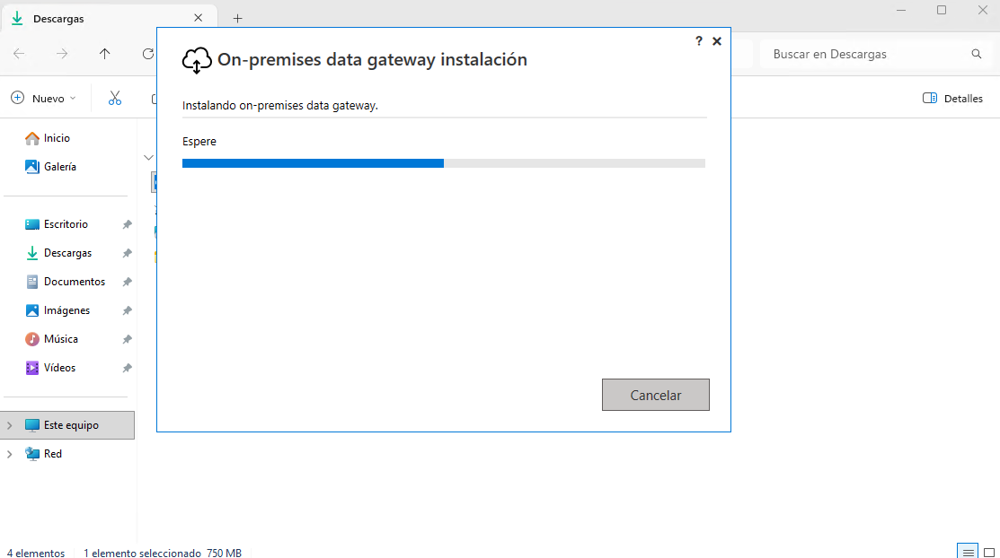 Descargas
Buscar en Descargas
Nuevo
Detalles
Inicio
Galería
Escritorio
Descargas
Documentos
Imágenes
Música
Vídeos
Este equipo
Red
? 
On-premises data gateway instalación
Instalando on-premises data gateway.
Espere
Cancelar
4 elementos 1 elemento seleccionado 750 MB